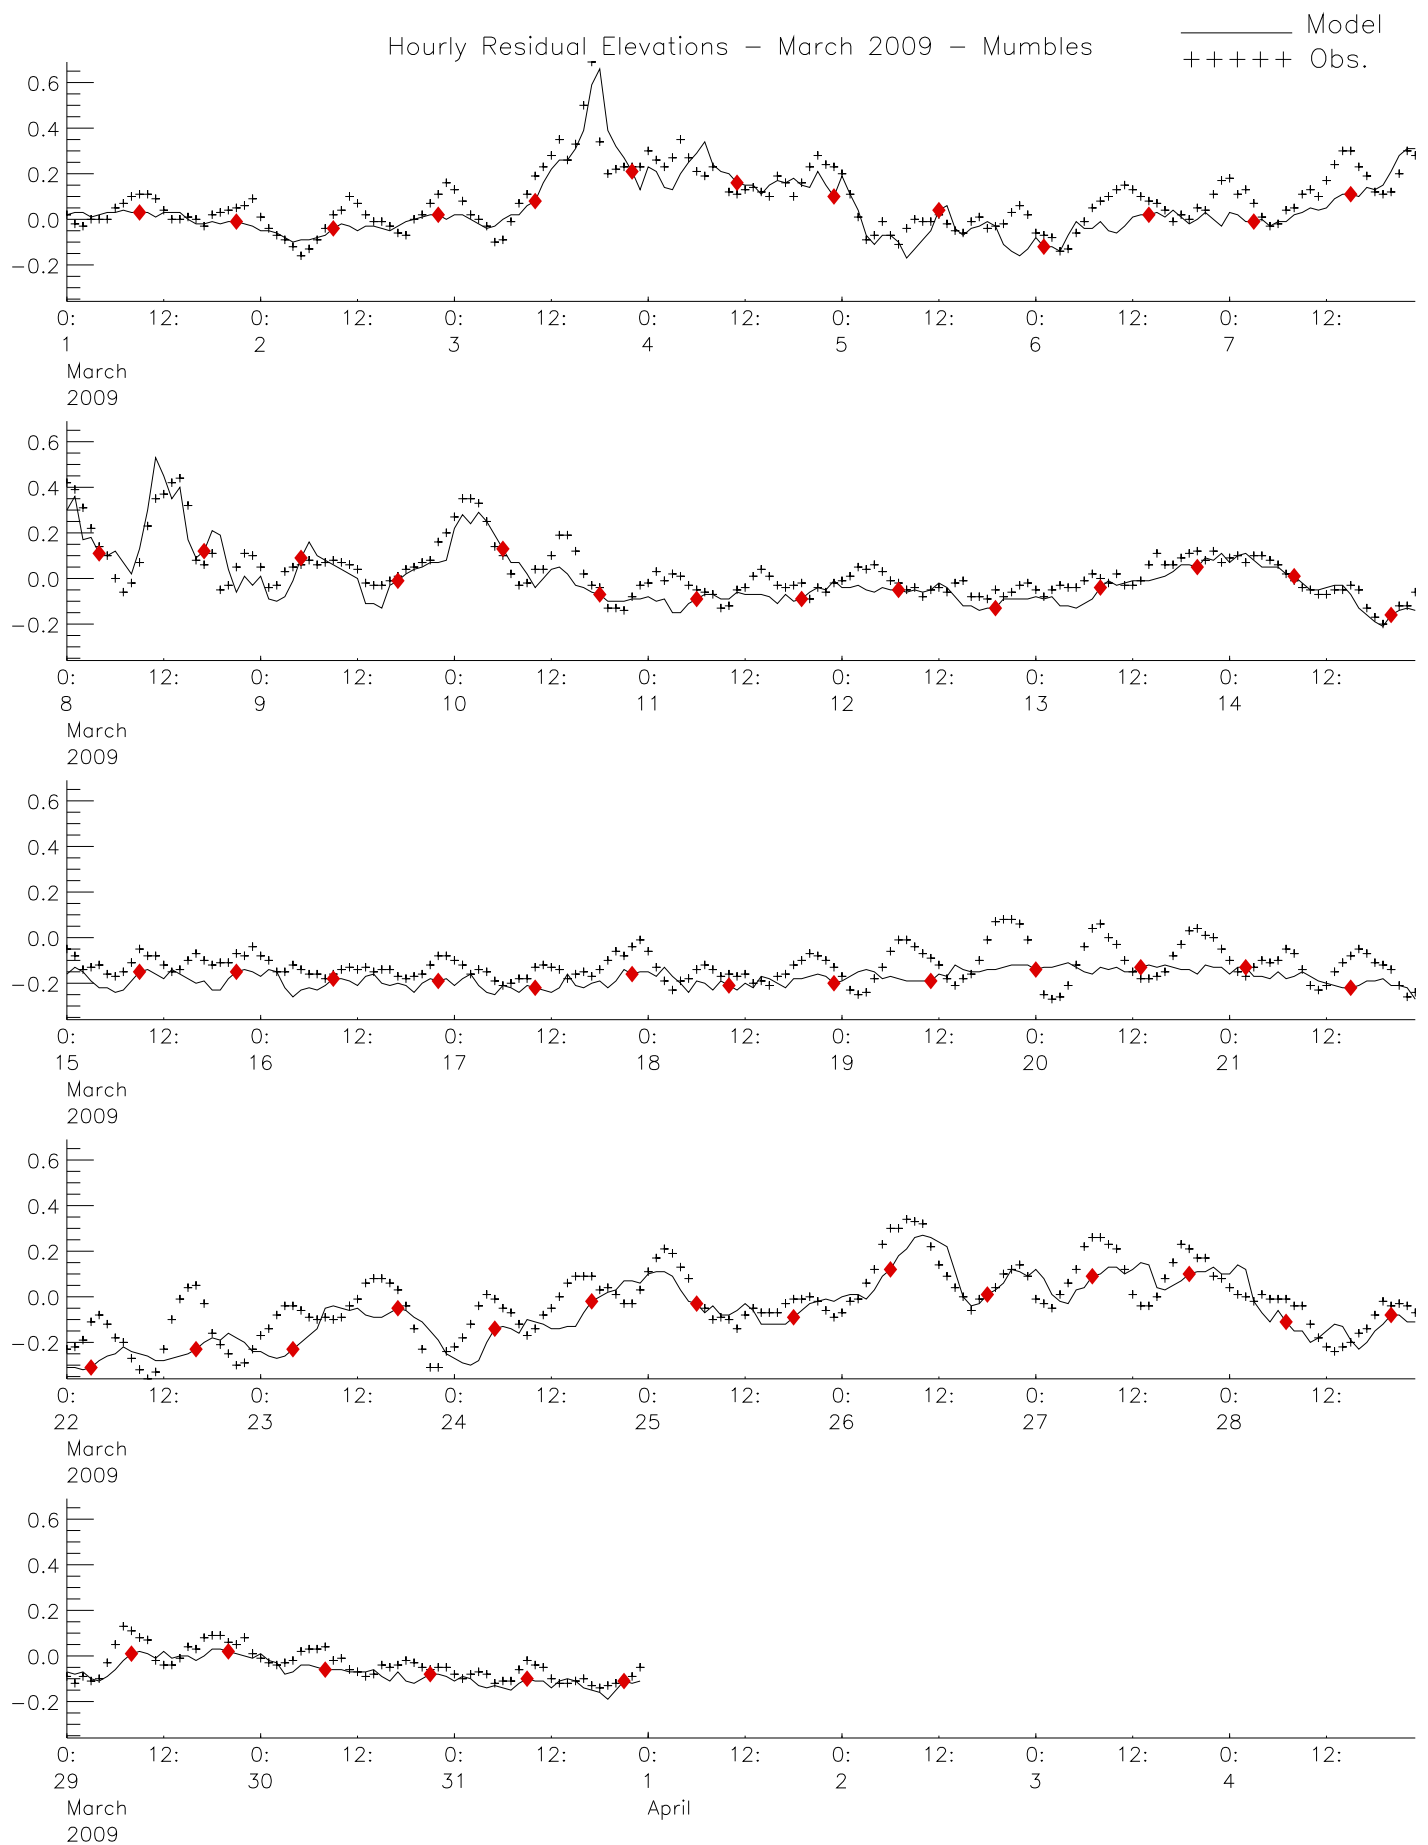 Hourly Residual Elevations − March 2009 − Mumbles
Model
+++++ Obs.
0.6
0.4
0.2
0.0
−0.2
0: 12: 0: 12: 0: 12: 0: 12: 0: 12: 0: 12: 0: 12:
1 2 3 4 5 6 7
March
2009
0.6
0.4
0.2
0.0
−0.2
0: 12: 0: 12: 0: 12: 0: 12: 0: 12: 0: 12: 0: 12:
8 9 10 11 12 13 14
March
2009
0.6
0.4
0.2
0.0
−0.2
0: 12: 0: 12: 0: 12: 0: 12: 0: 12: 0: 12: 0: 12:
15 16 17 18 19 20 21
March
2009
0.6
0.4
0.2
0.0
−0.2
0: 12: 0: 12: 0: 12: 0: 12: 0: 12: 0: 12: 0: 12:
22 23 24 25 26 27 28
March
2009
0.6
0.4
0.2
0.0
−0.2
0: 12: 0: 12: 0: 12: 0: 12: 0: 12: 0: 12: 0: 12:
29 30 31 1 2 3 4
March April
2009